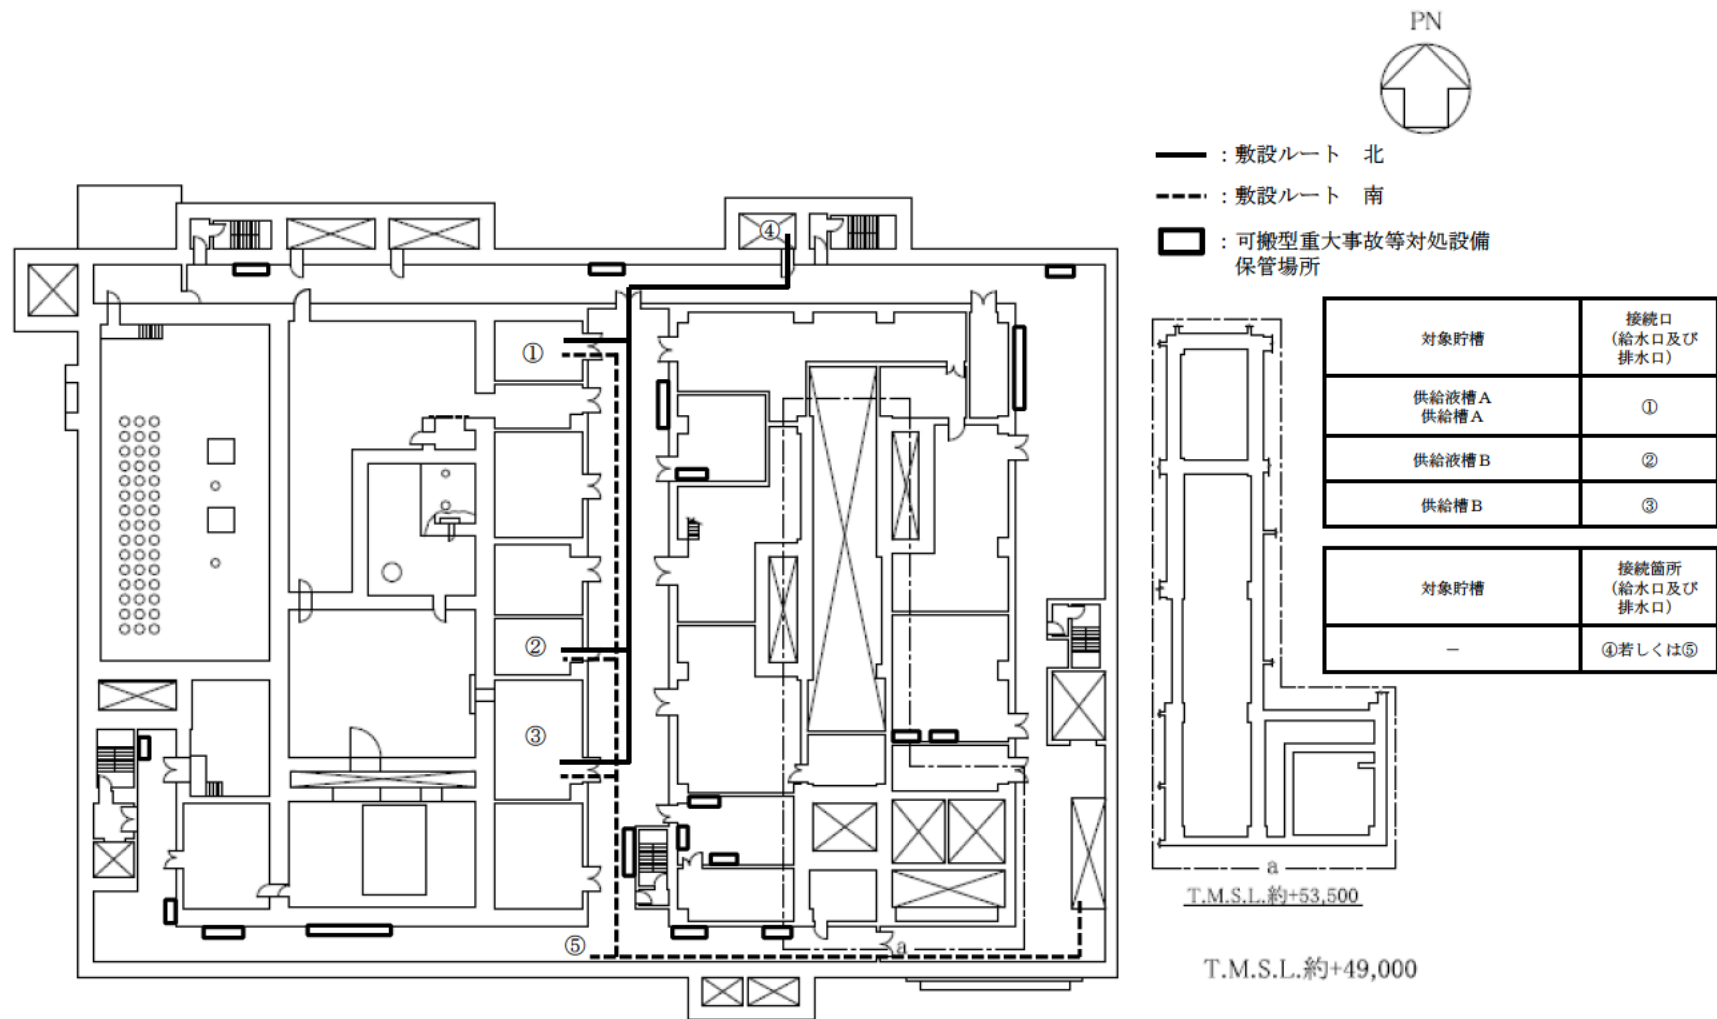 PN
：敷設ルート　北
：敷設ルート　南
：可搬型重大事故等対処設備
保管場所
対象貯槽
接続口
（給水口及び
排水口）
供給液槽A
供給槽A
①
供給液槽B
②
供給槽B
③
対象貯槽
接続箇所
（給水口及び
排水口）
－
④若しくは⑤
④
①
②
③
⑤
a
a
T.M.S.L.約+53,500
T.M.S.L.約+49,000